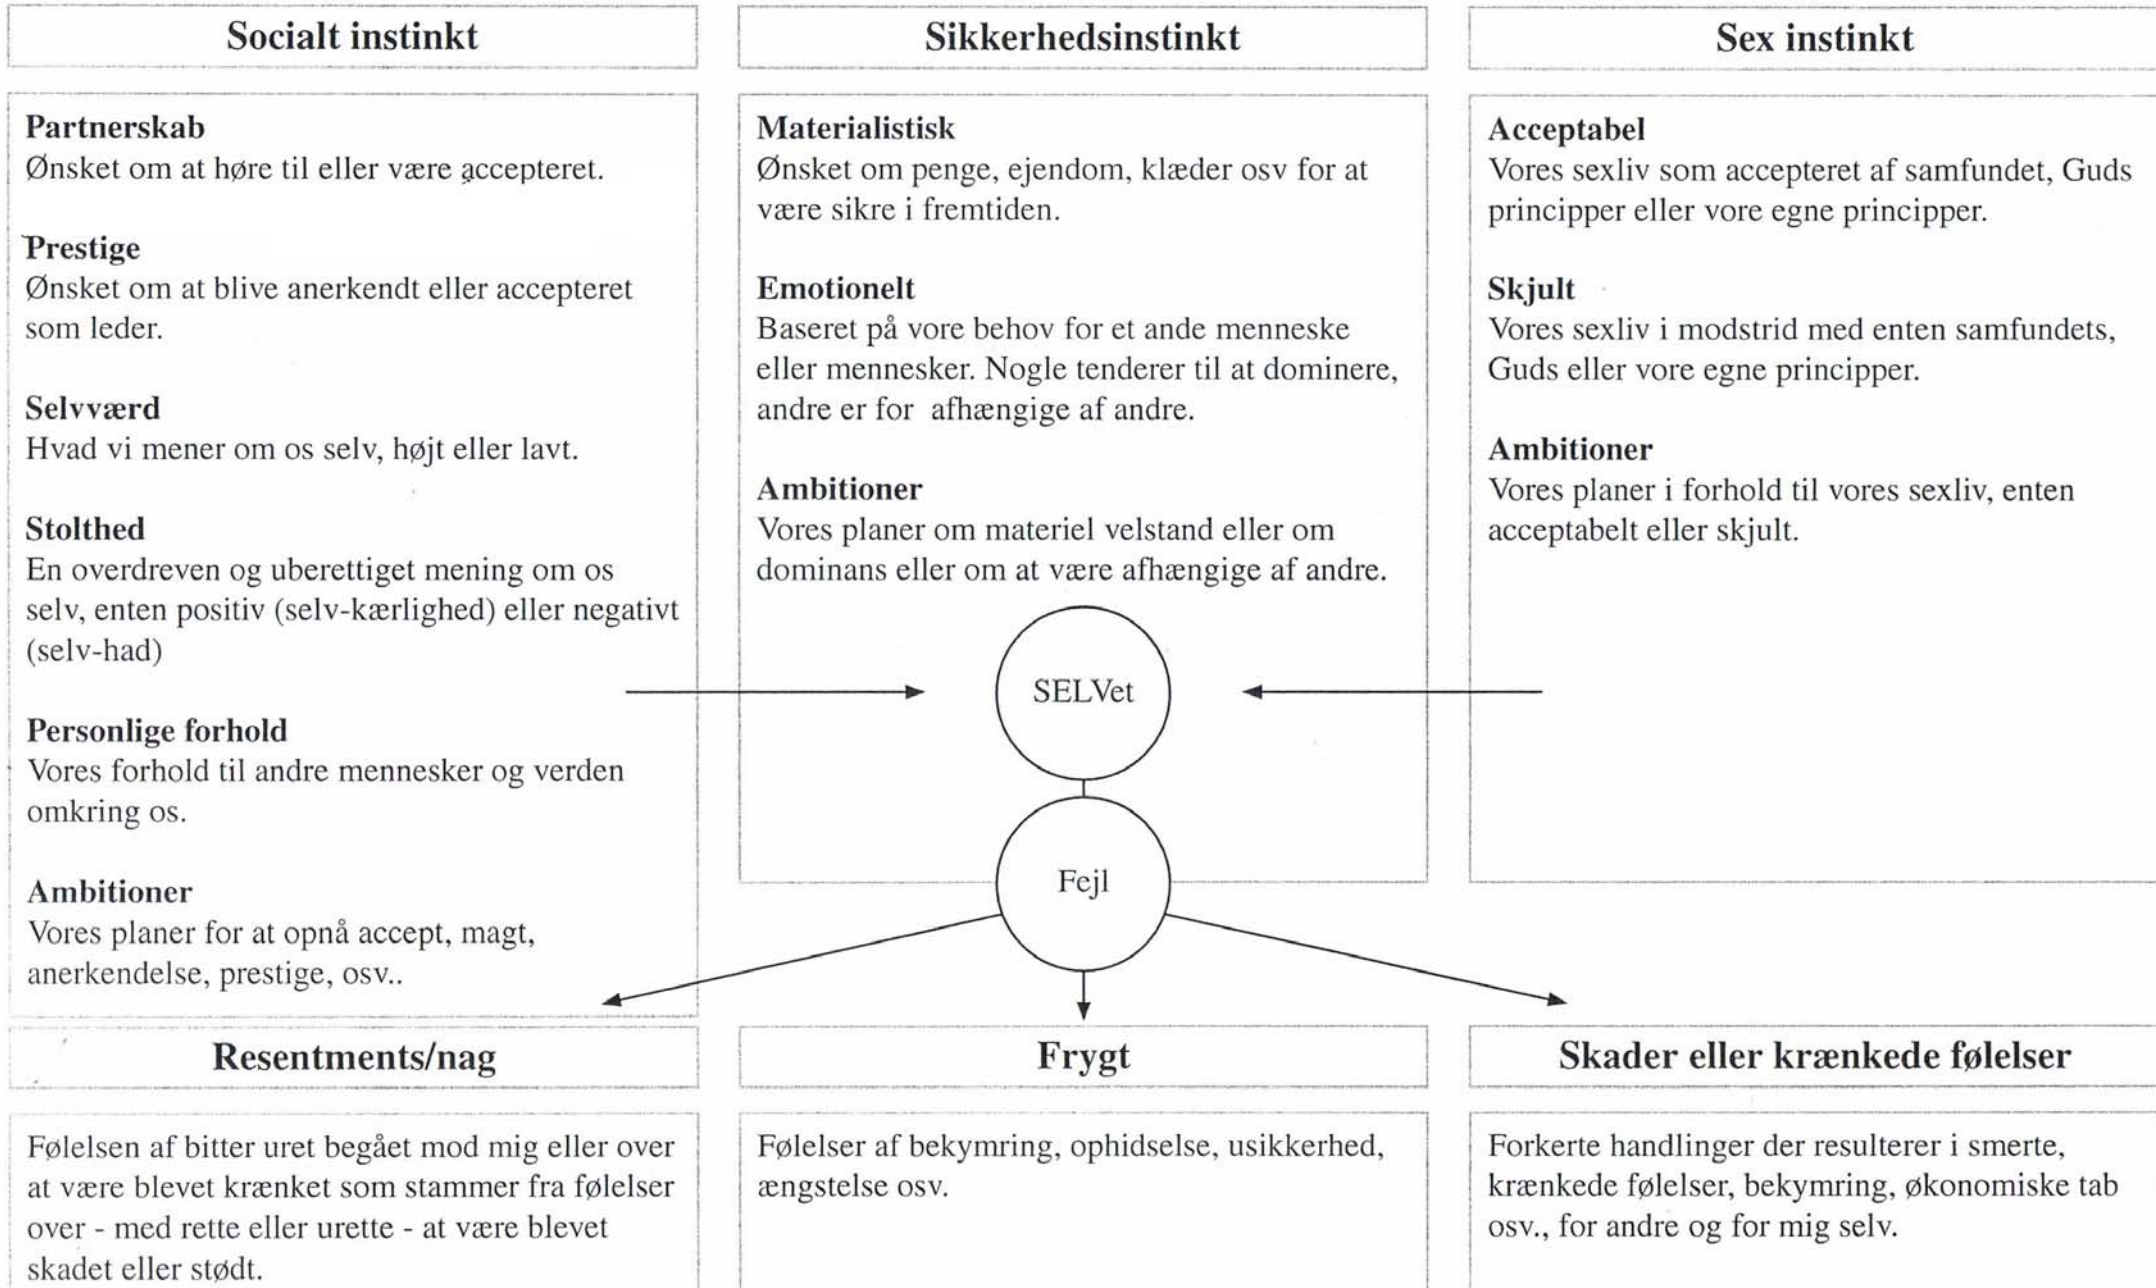 Socialt instinkt
Partnerskab
Ønsket om at høre til eller være accepteret.
Prestige
Ønsket om at blive anerkendt eller accepteret
som leder.
Selvværd
Hvad vi mener om os selv, højt eller lavt.
Stolthed
En overdreven og uberettiget mening om os
selv, enten positiv (selv-kærlighed) eller negativt
(selv-had)
Personlige forhold
Vores forhold til andre mennesker og verden
omkring os.
Ambitioner
Vores planer for at opnå accept, magt,
anerkendelse, prestige, osv..
Sikkerhedsinstinkt
Materialistisk
Ønsket om penge, ejendom, klæder osv for at
være sikre i fremtiden.
Emotionelt
Baseret på vore behov for et ande menneske
eller mennesker. Nogle tenderer til at dominere,
andre er for afhængige af andre.
Ambitioner
Vores planer om materiel velstand eller om
dominans eller om at være afhængige af andre.
Sex instinkt
Acceptabel
Vores sexliv som accepteret af samfundet, Guds
principper eller vore egne principper.
Skjult
Vores sexliv i modstrid med enten samfundets,
Guds eller vore egne principper.
Ambitioner
Vores planer i forhold til vores sexliv, enten
acceptabelt eller skjult.
SELVet
Fejl
Resentments/nag
Følelsen af bitter uret begået mod mig eller over
at være blevet krænket som stammer fra følelser
over - med rette eller urette - at være blevet
skadet eller stødt.
Frygt
Følelser af bekymring, ophidselse, usikkerhed,
ængstelse osv.
Skader eller krænkede følelser
Forkerte handlinger der resulterer i smerte,
krænkede følelser, bekymring, økonomiske tab
osv., for andre og for mig selv.